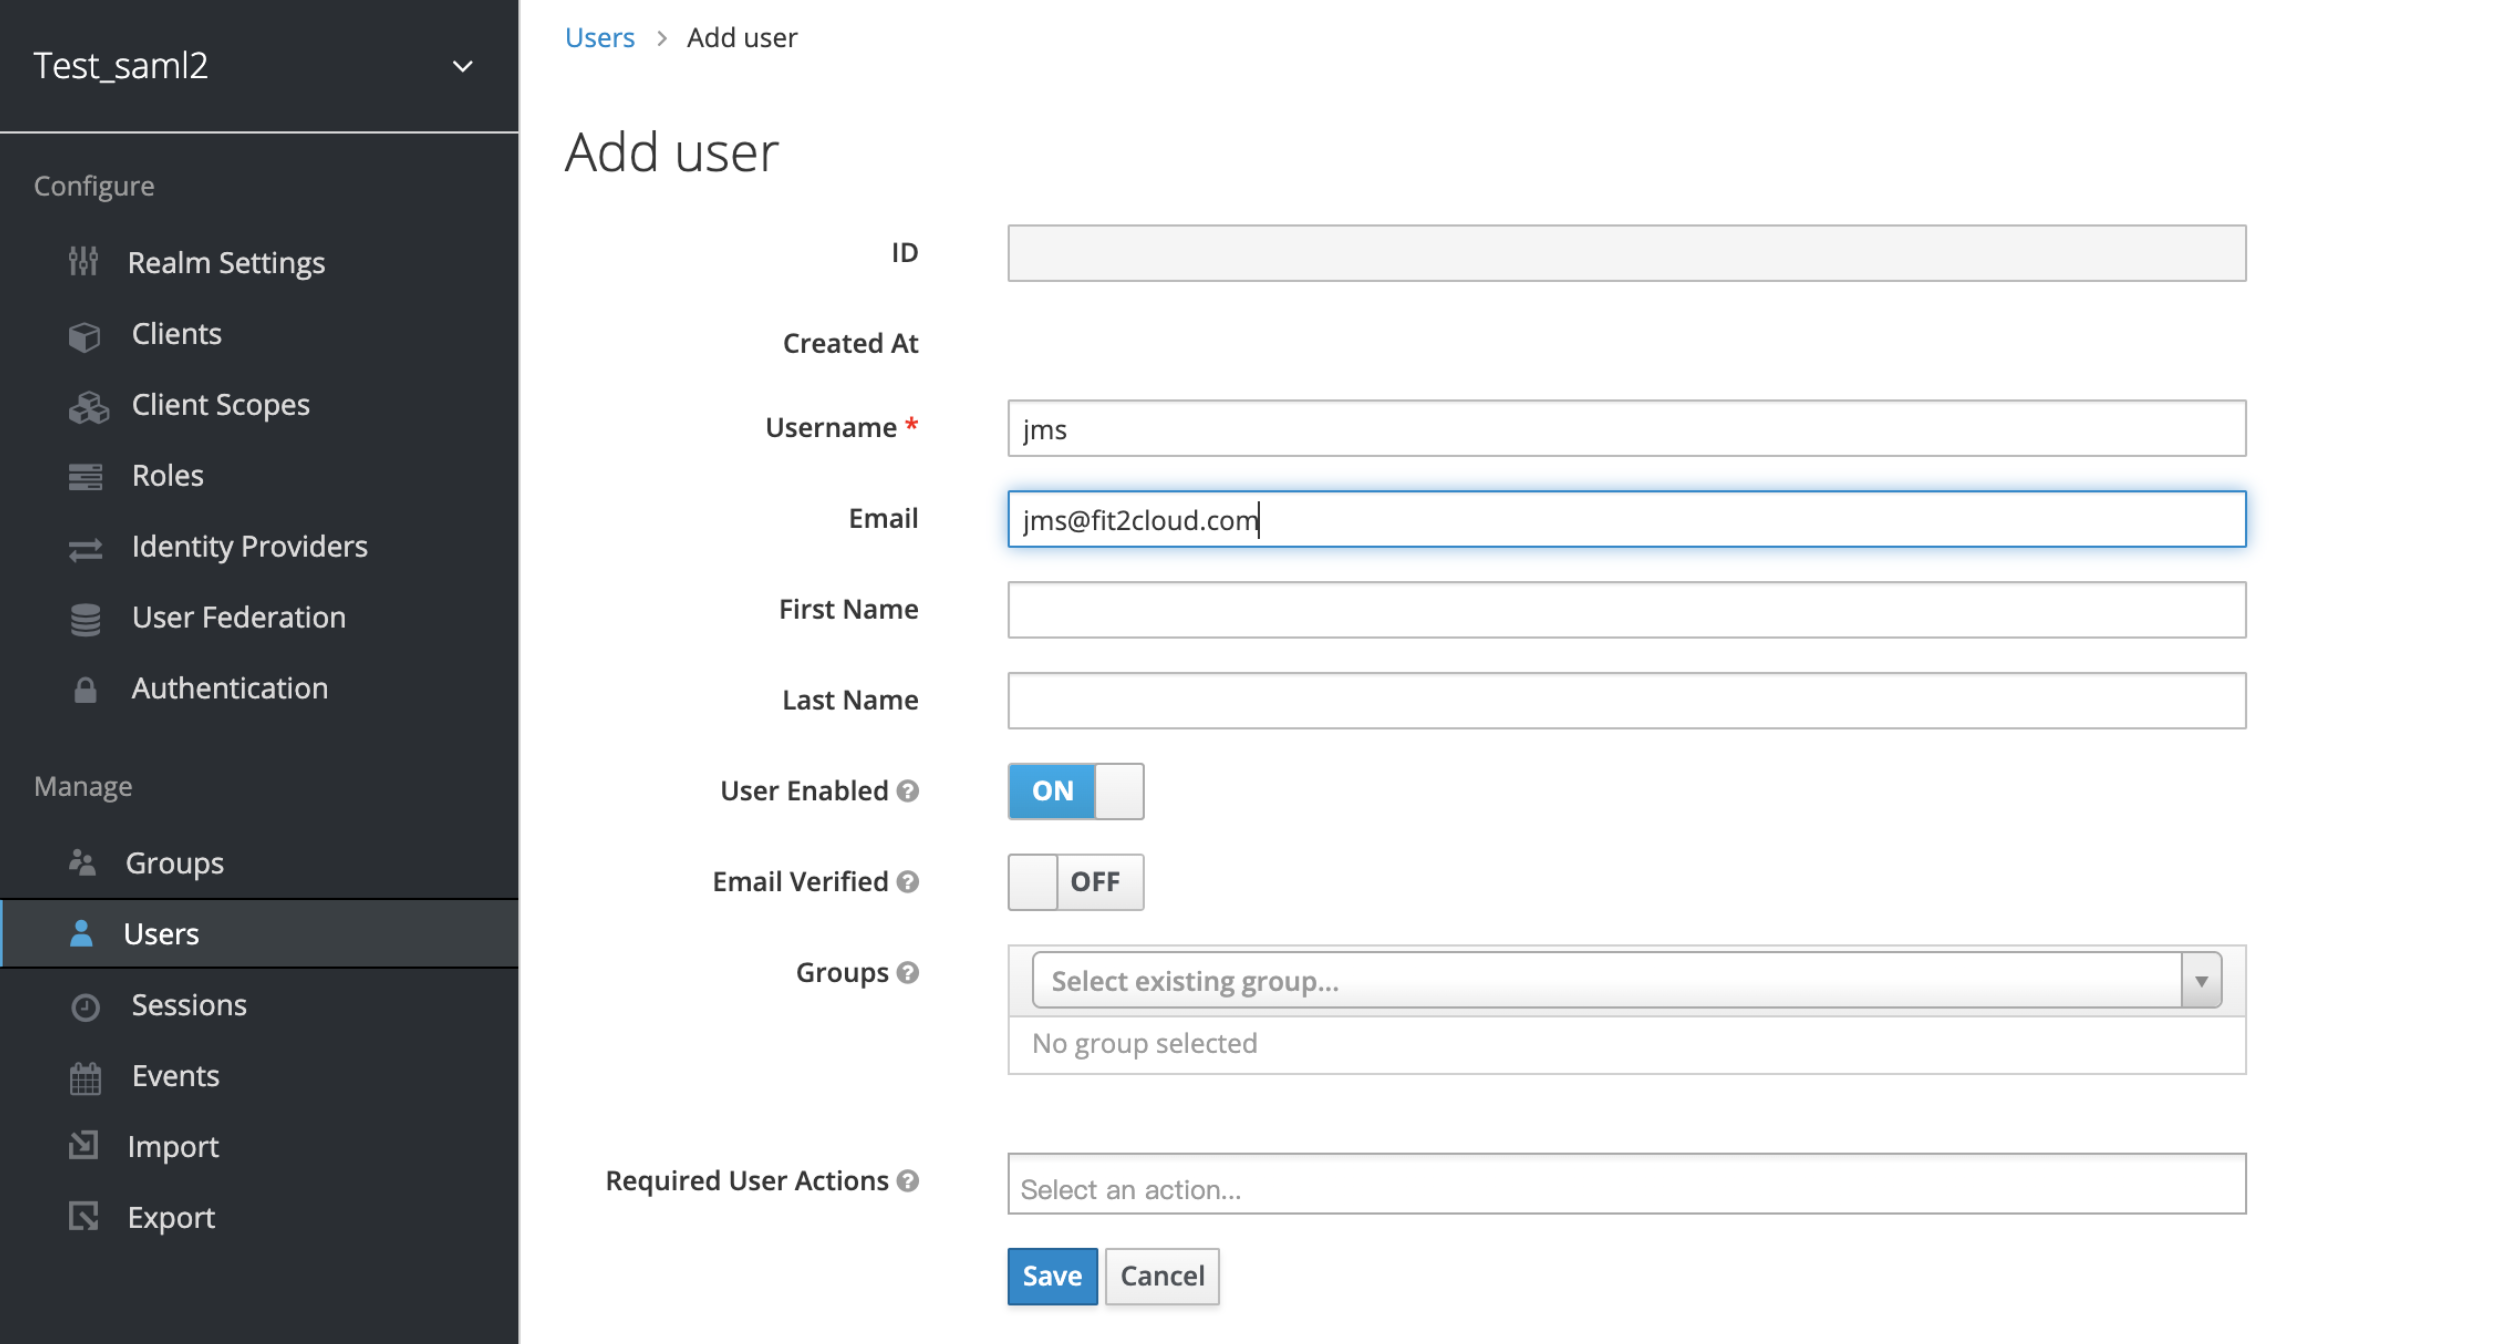 Test_saml2
Configure
Realm Settings
Clients
Client Scopes
Roles
Identity Providers
User Federation
Authentication
Manage
Groups
Users
Sessions
Events
Import
Export
Users > Add user
Add user
ID
Created At
Username * jms
Email jms@fit2cloud.com
First Name
Last Name
User Enabled ? ON
Email Verified ? OFF
Groups ? Select existing group...
No group selected
Required User Actions ? Select an action...
Save Cancel